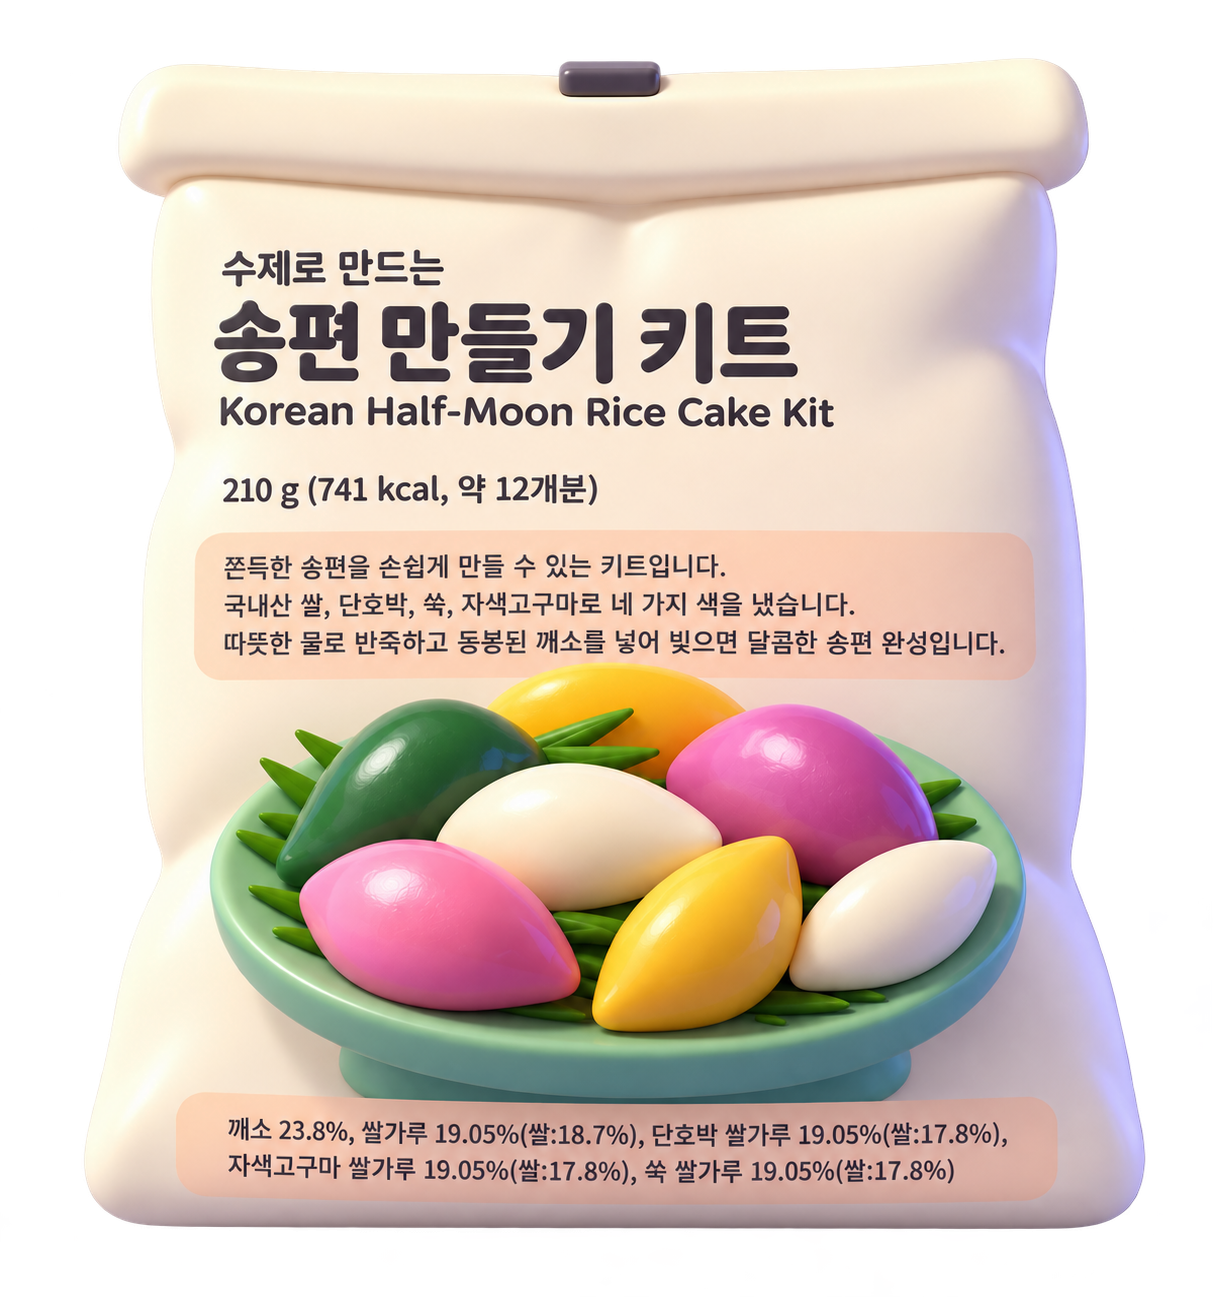 수제로 만드는
송편 만들기 키트
Korean Half-Moon Rice Cake Kit
210 g (741 kcal, 약 12개분)
쫀득한 송편을 손쉽게 만들 수 있는 키트입니다.
국내산 쌀, 단호박, 쑥, 자색고구마로 네 가지 색을 냈습니다.
따뜻한 물로 반죽하고 동봉된 깨소를 넣어 빚으면 달콤한 송편 완성입니다.
깨소 23.8%, 쌀가루 19.05%(쌀:18.7%), 단호박 쌀가루 19.05%(쌀:17.8%),
자색고구마 쌀가루 19.05%(쌀:17.8%), 쑥 쌀가루 19.05%(쌀:17.8%)